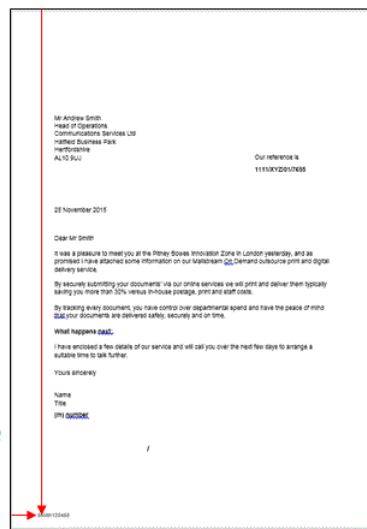 Mr Andrew Smith
Head of Operations
Communications Services Ltd
Hatfield Business Park
Hertfordshire
AL10 9UJ
Our reference is
1111/XYZ/01/7655
25 November 2015
Dear Mr Smith
It was a pleasure to meet you at the Pitney Bowes Innovation Zone in London yesterday, and as
promised I have attached some information on our Mailstream On Demand outsource print and digital
delivery service.
By securely submitting your documents' via our online services we will print and deliver them typically
saving you more than 30% versus in-house postage, print and staff costs.
By tracking every document, you have control over departmental spend and have the peace of mind
that your documents are delivered safely, securely and on time.
What happens next:
I have enclosed a few details of our service and will call you over the next few days to arrange a
suitable time to talk further.
Yours sincerely
Name
Title
(m) number
/